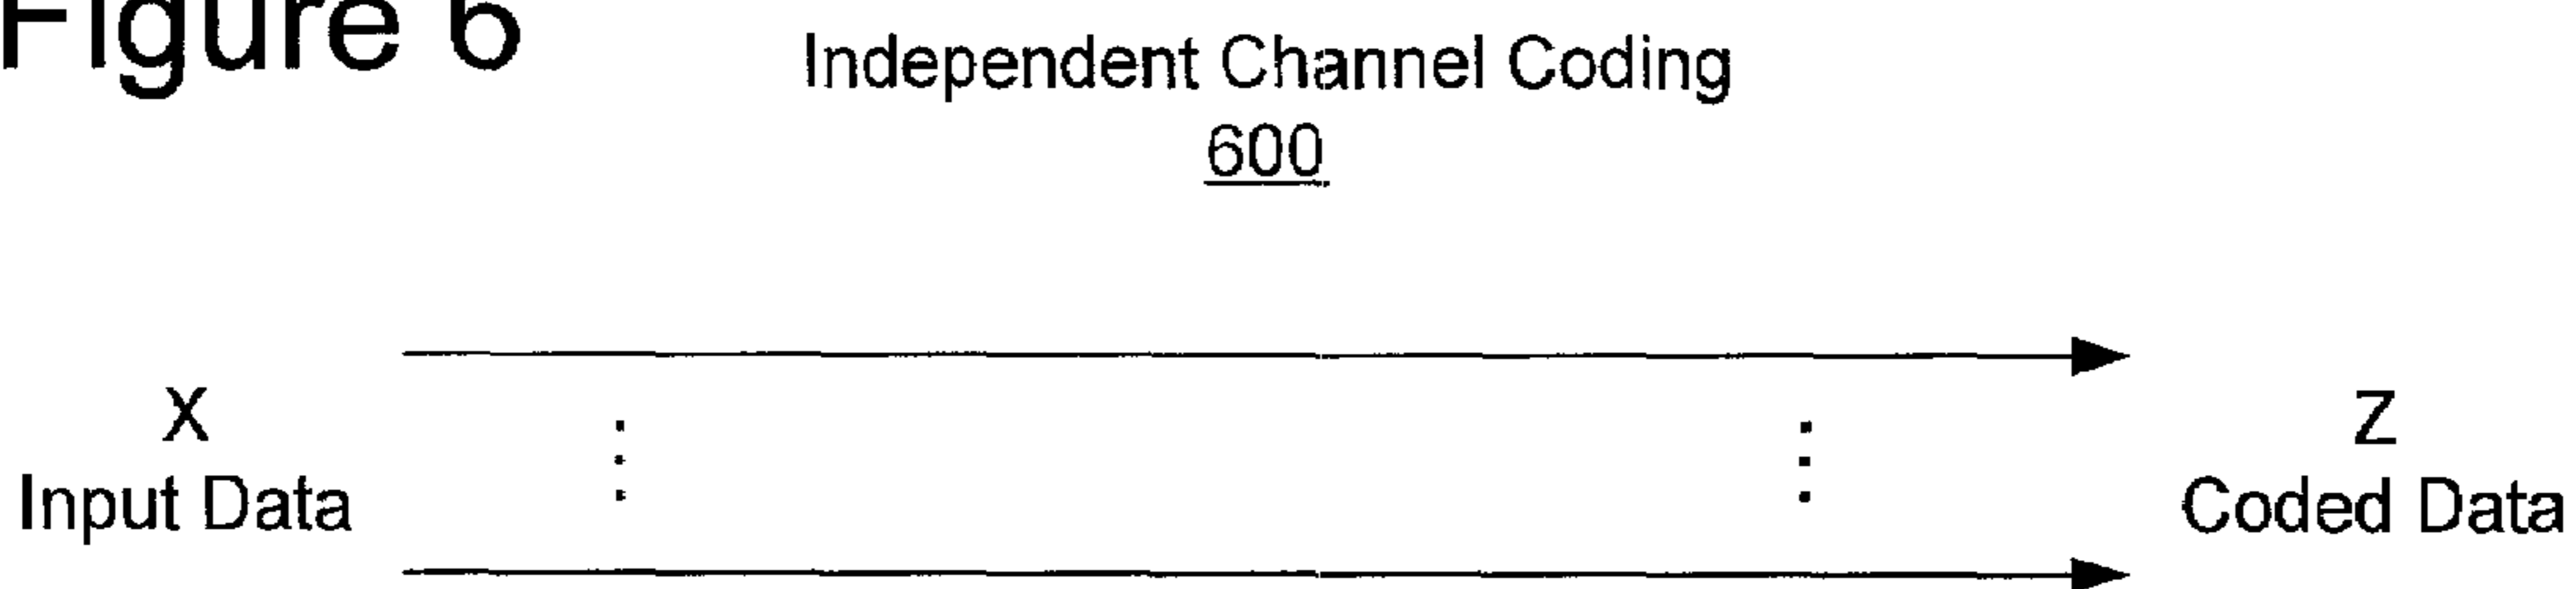 Figure 6
Independent Channel Coding
600
X
Input Data
Z
Coded Data